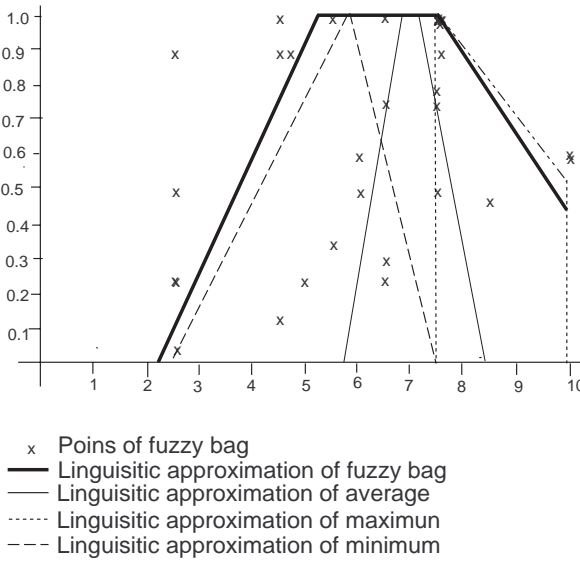 1.0
0.9
0.8
0.7
0.6
0.5
0.4
0.3
0.2
0.1
1 2 3 4 5 6 7 8 9 10
x Poins of fuzzy bag
Linguisitic approximation of fuzzy bag
Linguisitic approximation of average
Linguisitic approximation of maximun
Linguisitic approximation of minimum